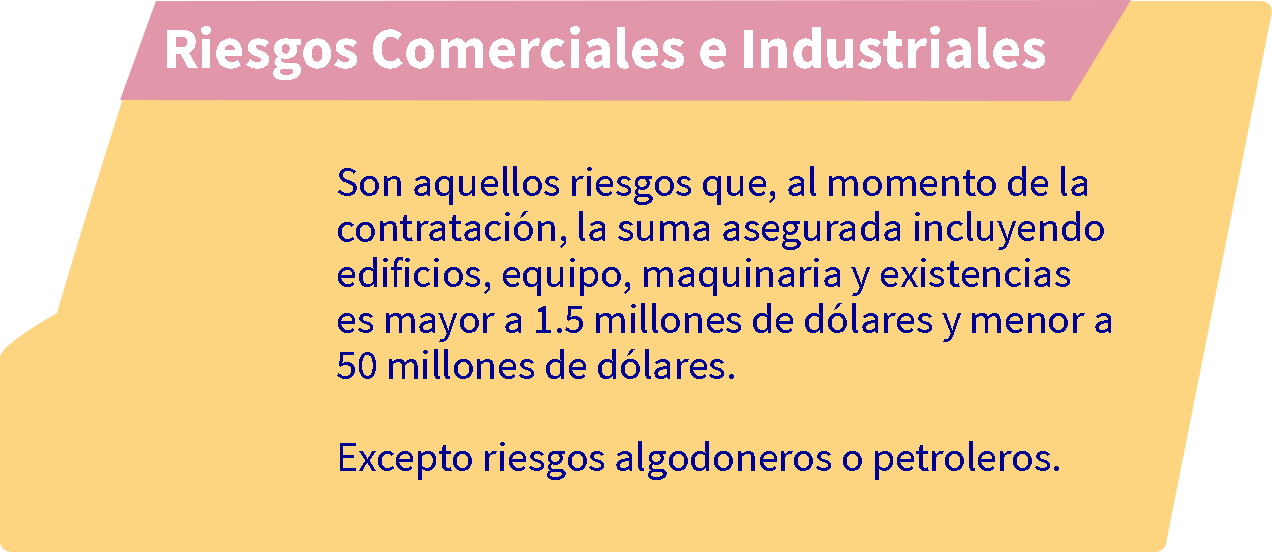 Riesgos Comerciales e Industriales
Son aquellos riesgos que, al momento de la
contratación, la suma asegurada incluyendo
edificios, equipo, maquinaria y existencias
es mayor a 1.5 millones de dólares y menor a
50 millones de dólares.
Excepto riesgos algodoneros o petroleros.